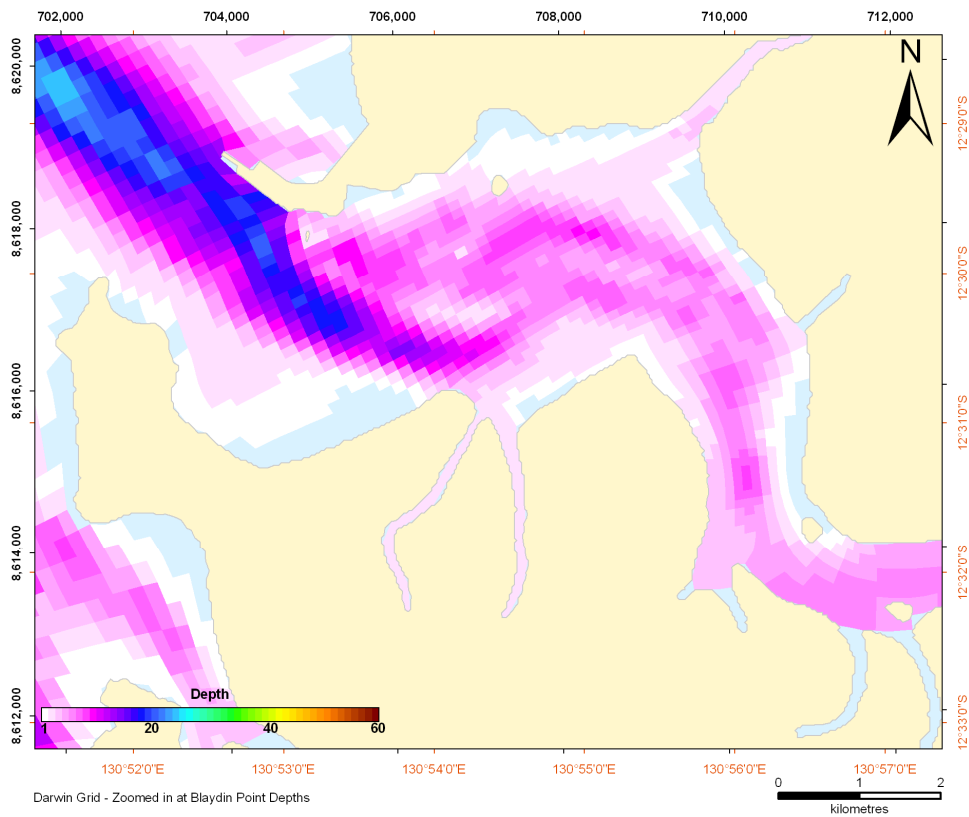 702,000 704,000 706,000 708,000 710,000 712,000
N
8,620,000
8,618,000
8,616,000
8,614,000
8,612,000
12°29'0"S
12°30'0"S
12°31'0"S
12°32'0"S
12°33'0"S
Depth
1 20 40 60
130°52'0"E 130°53'0"E 130°54'0"E 130°55'0"E 130°56'0"E 130°57'0"E
0 1 2
kilometres
Darwin Grid - Zoomed in at Blaydin Point Depths